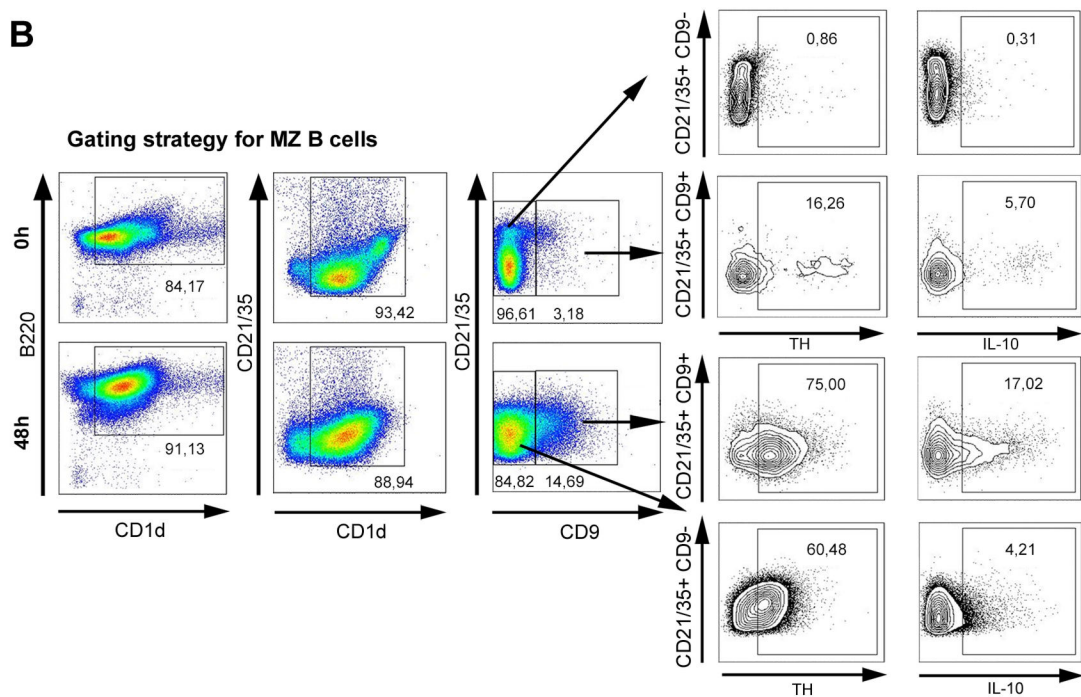 B
Gating strategy for MZ B cells
0h
48h
B220
84,17
91,13
CD1d
CD21/35
93,42
88,94
CD1d
CD21/35
96,61 3,18
84,82 14,69
CD9
CD21/35+ CD9-
0,86
0,31
CD21/35+ CD9+
16,26
5,70
TH
IL-10
CD21/35+ CD9+
75,00
17,02
CD21/35+ CD9-
60,48
4,21
TH
IL-10